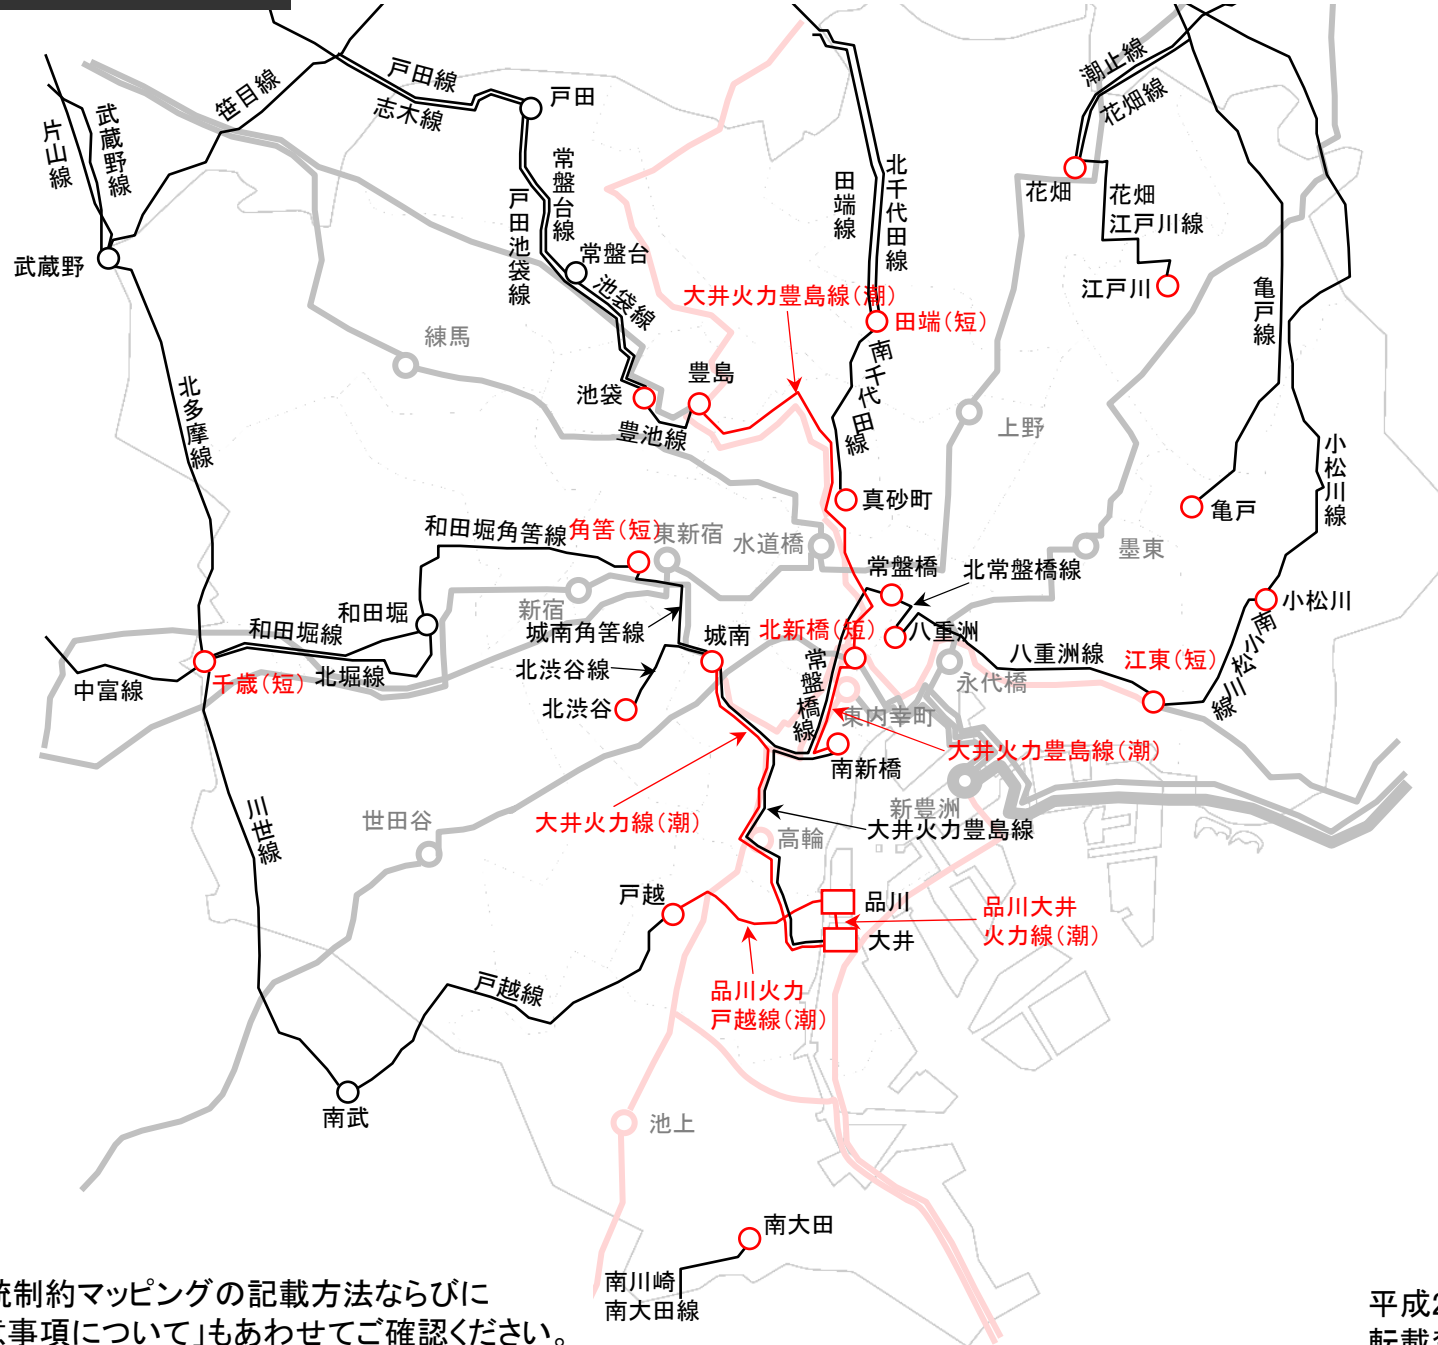 戸田線
志木線
戸田
笹目線
武蔵野線
片山線
武蔵野
常盤台線
戸田池袋線
常盤台
池袋線
田端線
北千代田線
潮止線
花畑線
花畑
花畑
江戸川線
江戸川
亀戸線
大井火力豊島線(潮)
田端(短)
南千代田線
練馬
池袋
豊島
豊池線
北多摩線
上野
小松川線
真砂町
亀戸
墨東
和田堀角筈線
角筈(短)
東新宿
水道橋
新宿
常盤橋
北常盤橋線
小松川
南小松川線
和田堀
和田堀線
城南角筈線
城南
北新橋(短)
八重洲
八重洲線
江東(短)
北堀線
中富線
千歳(短)
北渋谷線
北渋谷
常盤橋線
永代橋
東内幸町
大井火力豊島線(潮)
南新橋
新豊洲
大井火力線(潮)
大井火力豊島線
世田谷
高輪
川世線
戸越
品川
大井
品川大井
火力線(潮)
戸越線
品川火力
戸越線(潮)
南武
池上
南大田
南川崎
南大田線
統制約マッピングの記載方法ならびに
事項について」もあわせてご確認ください。
平成2
転載